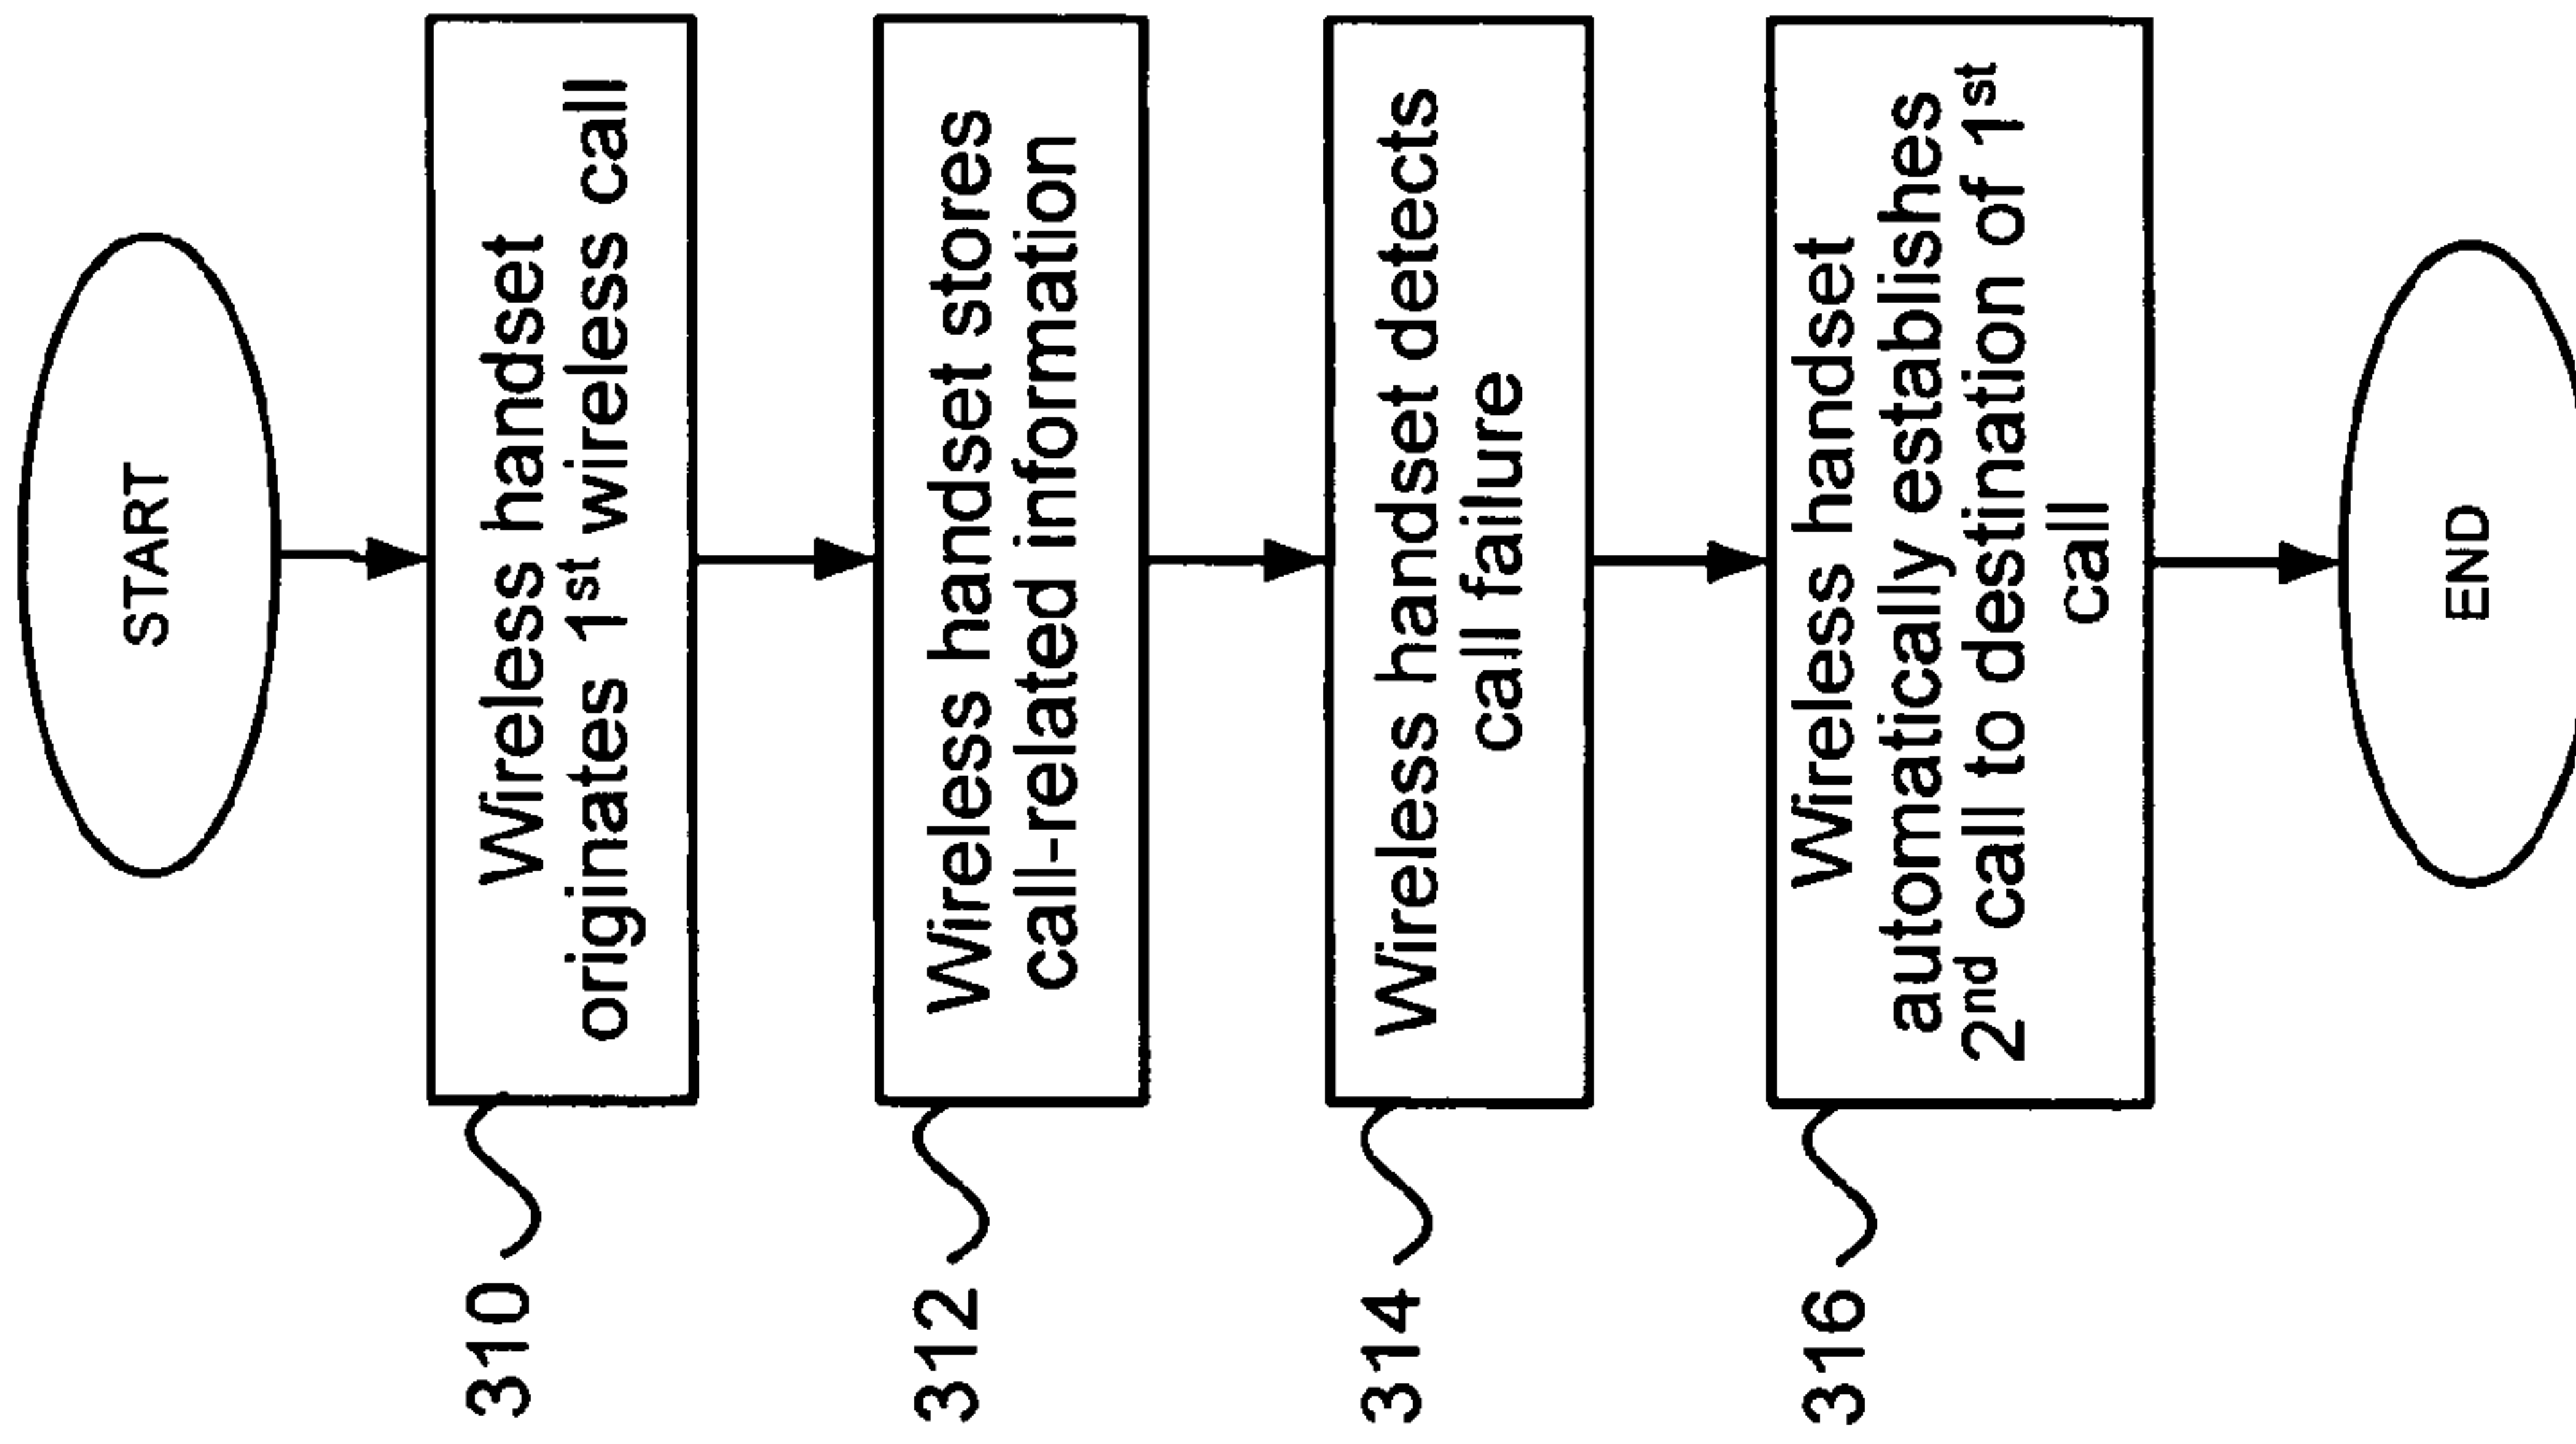 START
310
Wireless handset
originates 1st wireless call
312
Wireless handset stores
call-related information
314
Wireless handset detects
call failure
316
Wireless handset
automatically establishes
2nd call to destination of 1st
call
END